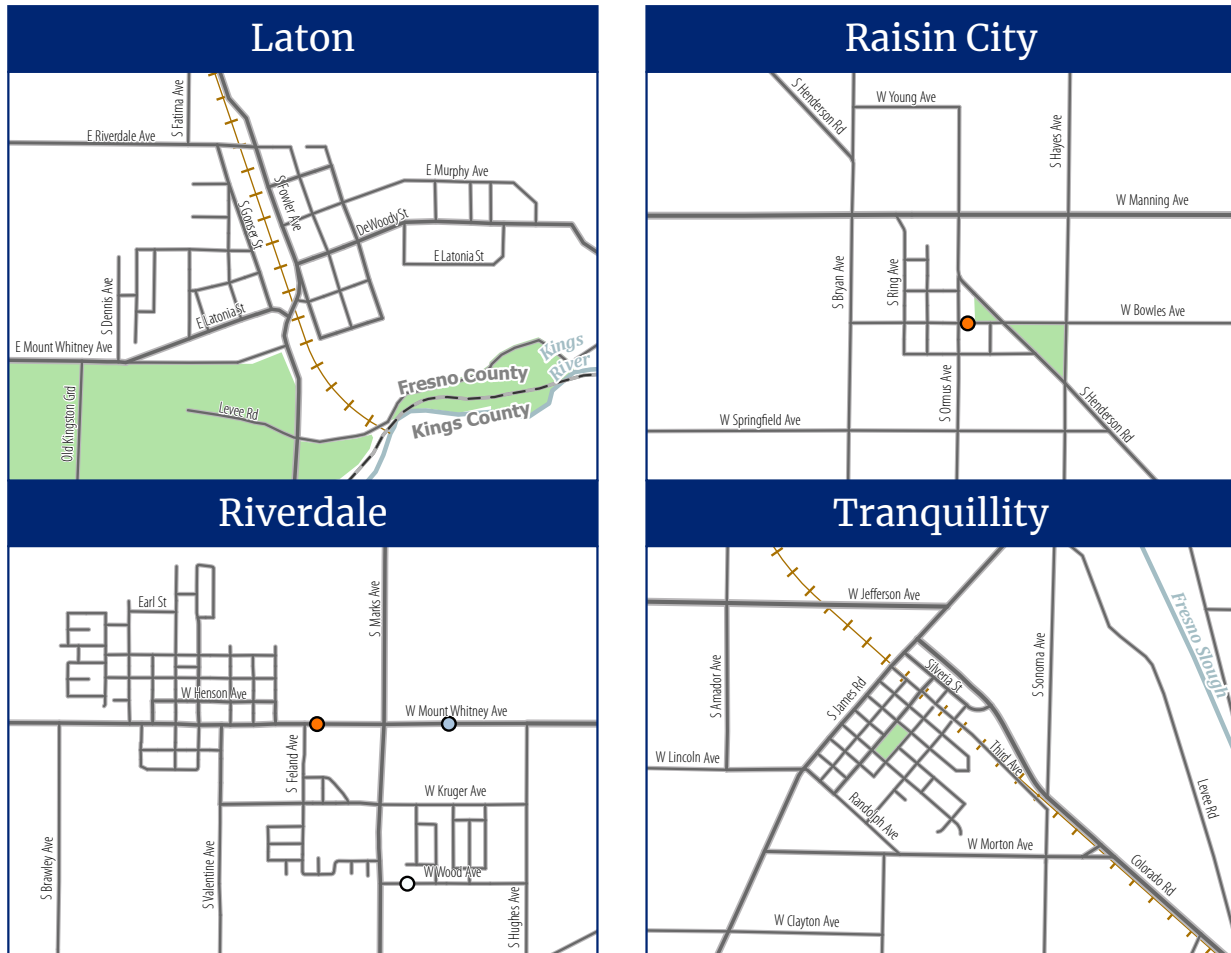 Laton
S Fatima Ave
E Riverdale Ave
S Fowler Ave
S Gonser St
E Murphy Ave
DeWoody St
E Latonia St
S Dennis Ave
E Latonia St
E Mount Whitney Ave
Old Kingston Grd
Levee Rd
Fresno County
Kings County
Kings
River
Raisin City
S Henderson Rd
W Young Ave
S Hayes Ave
W Manning Ave
S Bryan Ave
S Ring Ave
W Bowles Ave
S Ormus Ave
W Springfield Ave
S Henderson Rd
Riverdale
Earl St
S Marks Ave
W Henson Ave
W Mount Whitney Ave
S Feland Ave
W Kruger Ave
S Brawley Ave
S Valentine Ave
W Wood Ave
S Hughes Ave
Tranquillity
W Jefferson Ave
Fresno Slough
S Amador Ave
S James Rd
Silveria St
S Sonoma Ave
W Lincoln Ave
Third Ave
Randolph Ave
Levee Rd
W Morton Ave
Colorado Rd
W Clayton Ave